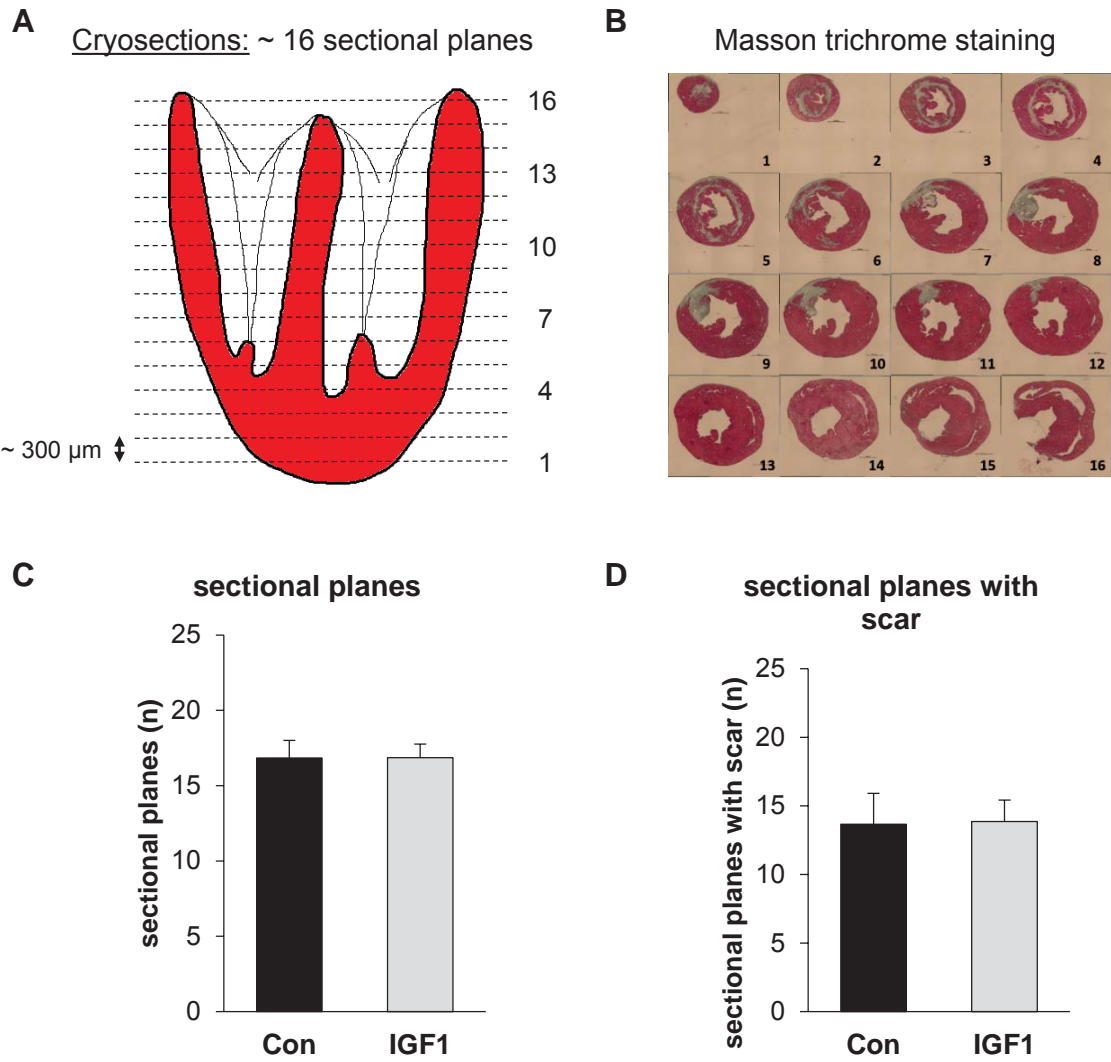 A
Cryosections: ~ 16 sectional planes
16
13
10
7
4
1
~ 300 µm
B
Masson trichrome staining
1
2
3
4
5
6
7
8
9
10
11
12
13
14
15
16
C
sectional planes
sectional planes (n)
25
20
15
10
5
0
Con
IGF1
D
sectional planes with
scar
sectional planes with scar (n)
25
20
15
10
5
0
Con
IGF1